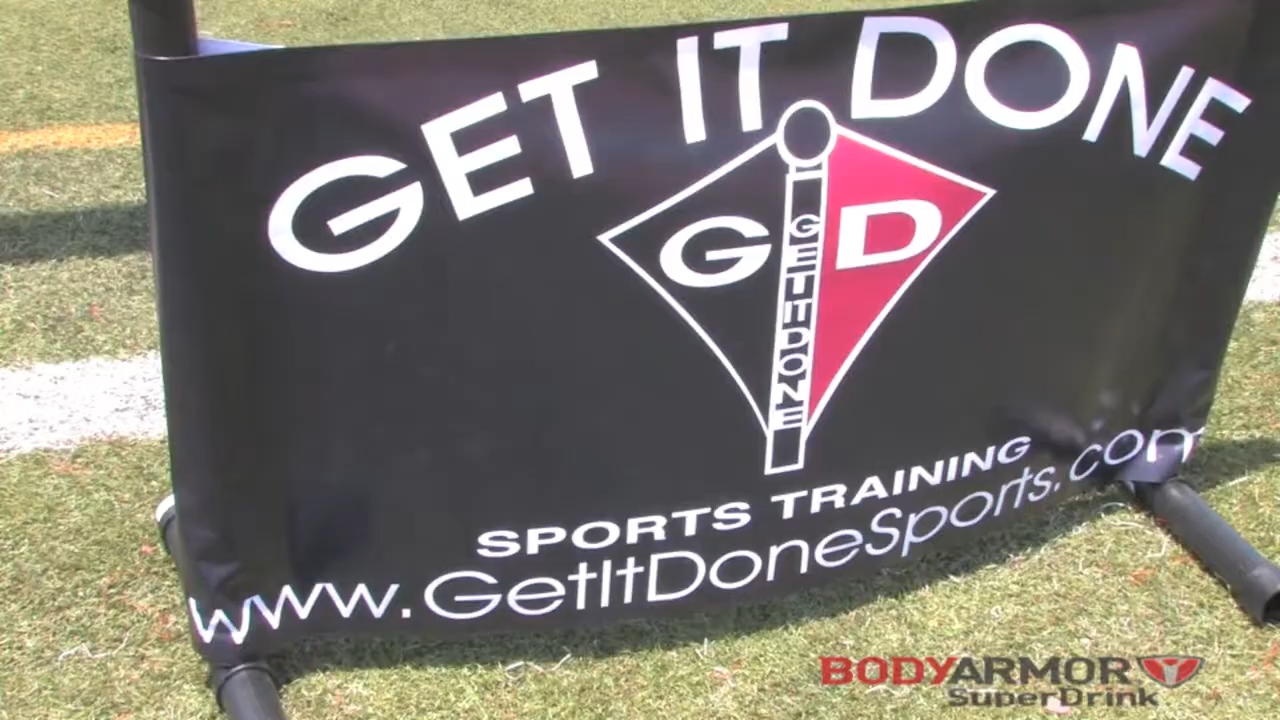 GET IT DONE
G D
GETITDONE
SPORTS TRAINING
www.GetItDoneSports.com
BODYARMOR
SuperDrink